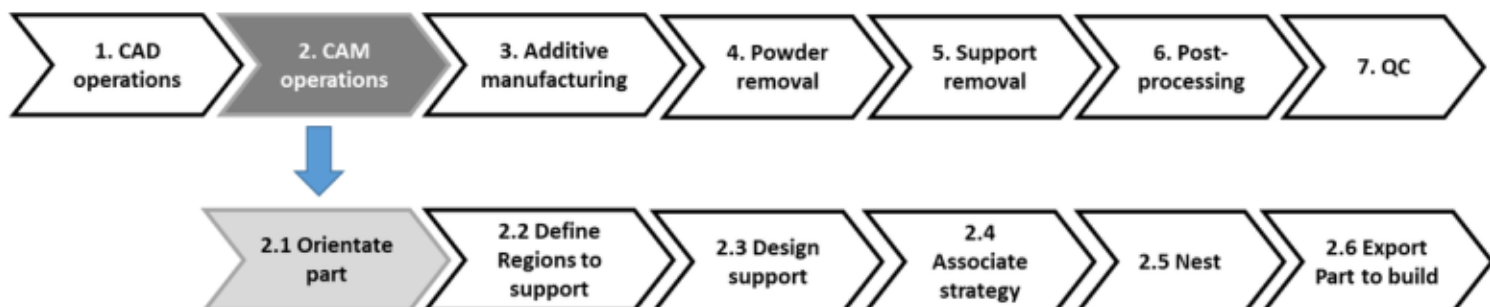 1. CAD
operations
2. CAM
operations
3. Additive
manufacturing
4. Powder
removal
5. Support
removal
6. Post-
processing
7. QC
2.1 Orientate
part
2.2 Define
Regions to
support
2.3 Design
support
2.4
Associate
strategy
2.5 Nest
2.6 Export
Part to build